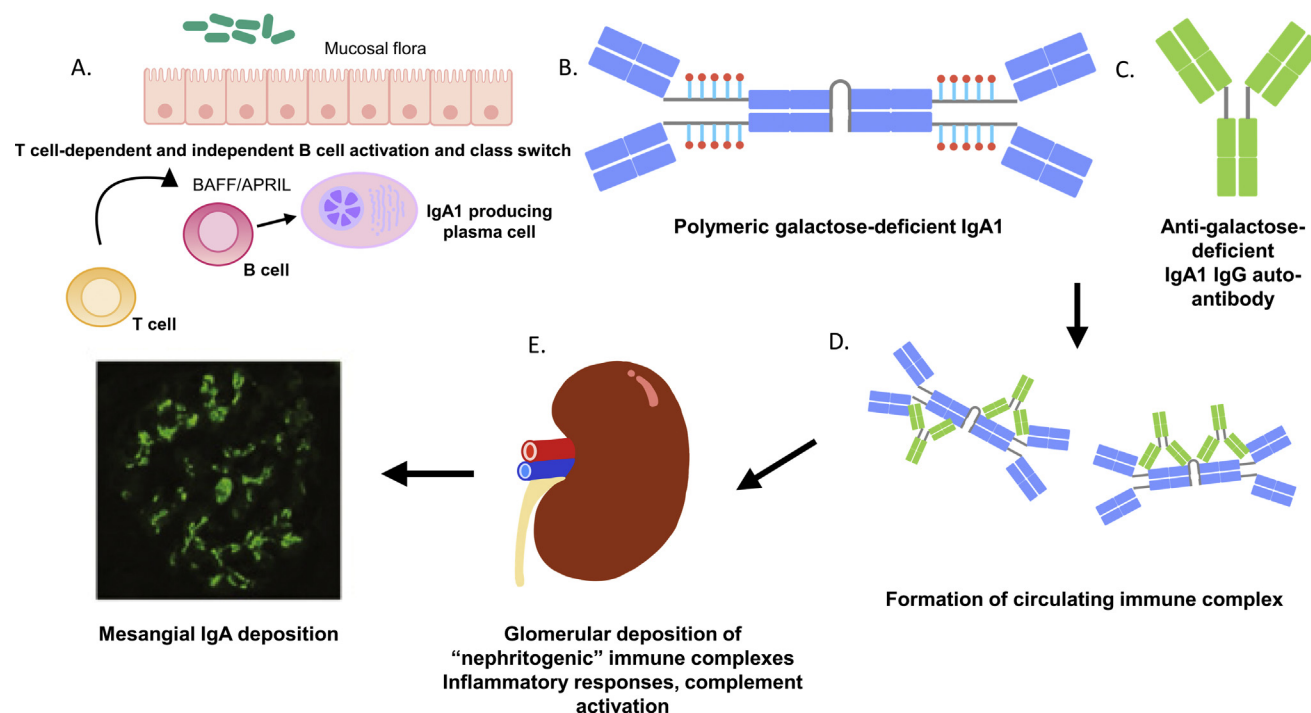 A.
Mucosal flora
T cell-dependent and independent B cell activation and class switch
BAFF/APRIL
IgA1 producing
plasma cell
B cell
T cell
B.
Polymeric galactose-deficient IgA1
C.
Anti-galactose-
deficient
IgA1 IgG auto-
antibody
D.
Formation of circulating immune complex
E.
Glomerular deposition of
“nephritogenic” immune complexes
Inflammatory responses, complement
activation
Mesangial IgA deposition